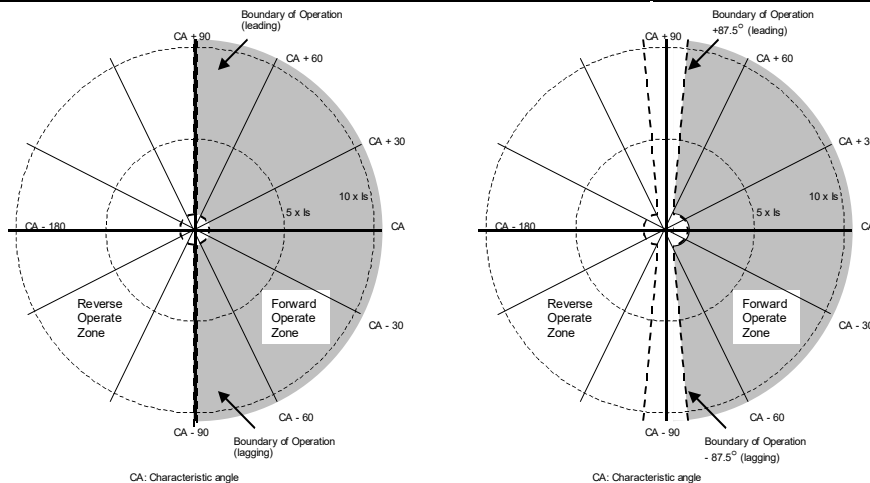 Boundary of Operation
(leading)
CA + 90
CA + 60
CA + 30
10 x Is
5 x Is
CA - 180
CA
Reverse
Operate
Zone
Forward
Operate
Zone
CA - 30
CA - 60
CA - 90
Boundary of Operation
(lagging)
CA: Characteristic angle
Boundary of Operation
+87.5° (leading)
CA + 90
CA + 60
CA + 3
10 x Is
5 x Is
CA - 180
CA
Reverse
Operate
Zone
Forward
Operate
Zone
CA - 30
CA - 60
CA - 90
Boundary of Operation
- 87.5° (lagging)
CA: Characteristic angle